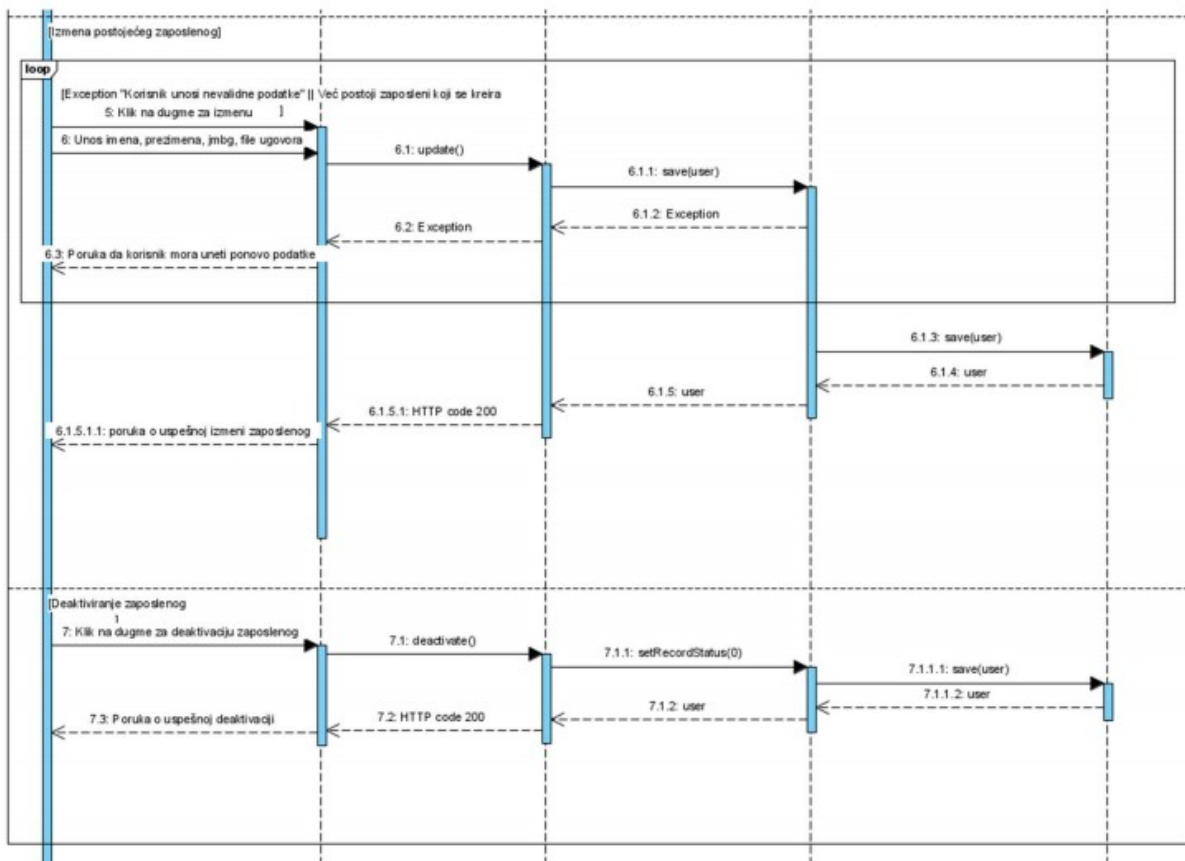 [Izmena postojećeg zaposlenog]
loop
[Exception "Korisnik unosi nevalidne podatke" || Već postoji zaposleni koji se kreira
]
5: Klik na dugme za izmenu
6: Unos imena, prezimena, jmbg, file ugovora
6.1: update()
6.1.1: save(user)
6.1.2: Exception
6.2: Exception
6.3: Poruka da korisnik mora uneti ponovo podatke
6.1.3: save(user)
6.1.4: user
6.1.5: user
6.1.5.1: HTTP code 200
6.1.5.1.1: poruka o uspešnoj izmeni zaposlenog
[Deaktiviranje zaposlenog
]
7: Klik na dugme za deaktivaciju zaposlenog
7.1: deactivate()
7.1.1: setRecordStatus(0)
7.1.1.1: save(user)
7.1.1.2: user
7.1.2: user
7.2: HTTP code 200
7.3: Poruka o uspešnoj deaktivaciji